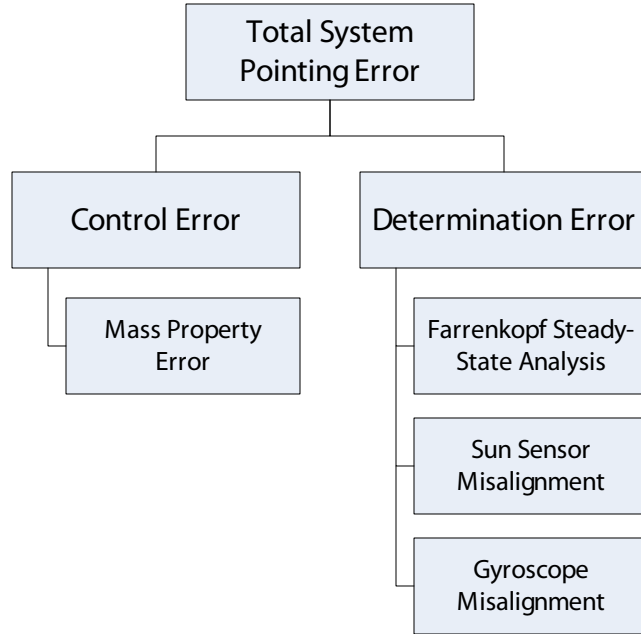 Total System
Pointing Error
Control Error
Determination Error
Mass Property
Error
Farrenkopf Steady-
State Analysis
Sun Sensor
Misalignment
Gyroscope
Misalignment